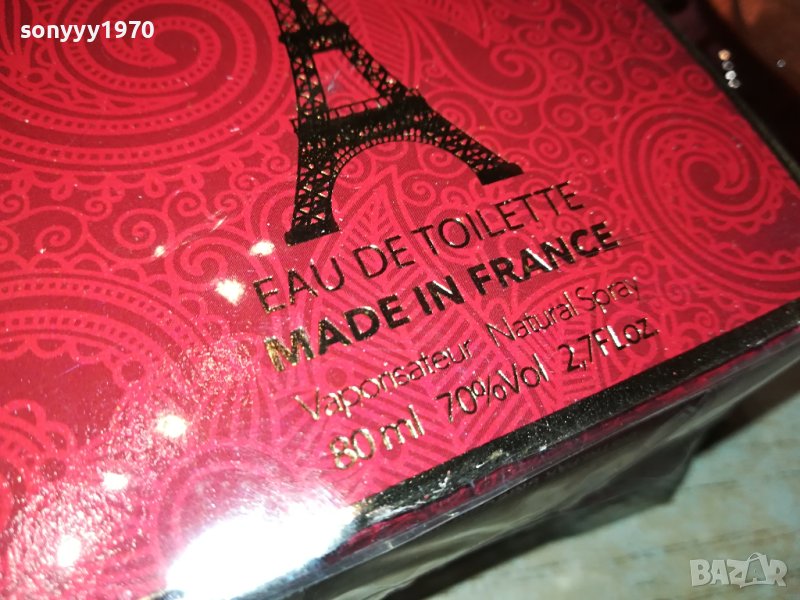 sonyyy1970
EAU DE TOILETTE
MADE IN FRANCE
Vaporisateur Natural Spray
80 ml 70%Vol 2,7FL.oz.
BAZAR